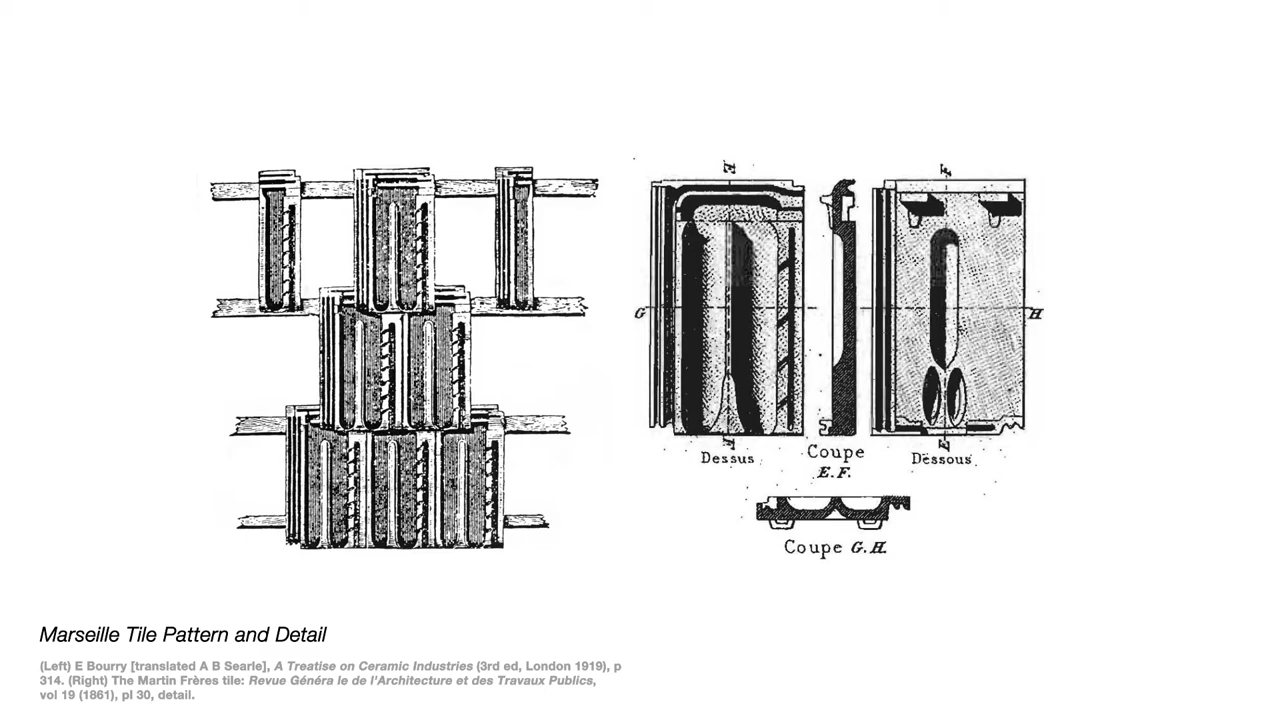 E
F
G
H
F
E
Dessus
Coupe
E.F.
Dessous
Coupe G.H.
Marseille Tile Pattern and Detail
(Left) E Bourry [translated A B Searle], A Treatise on Ceramic Industries (3rd ed, London 1919), p
314. (Right) The Martin Frères tile: Revue Généra le de l'Architecture et des Travaux Publics,
vol 19 (1861), pl 30, detail.